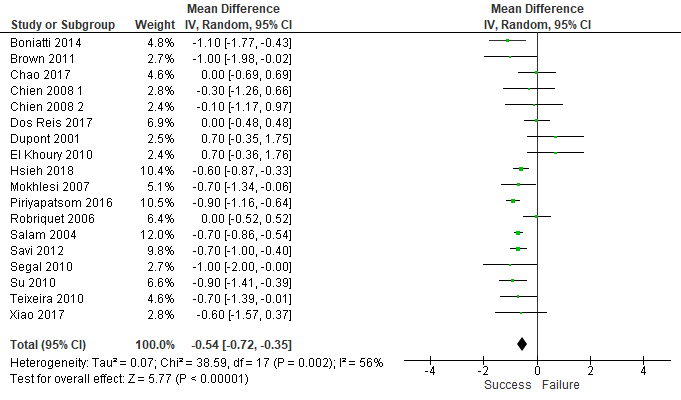 Mean Difference Mean Difference
Study or Subgroup Weight IV, Random, 95% CI IV, Random, 95% CI
Boniatti 2014 4.8% -1.10 [-1.77, -0.43]
Brown 2011 2.7% -1.00 [-1.98, -0.02]
Chao 2017 4.6% 0.00 [-0.69, 0.69]
Chien 2008 1 2.8% -0.30 [-1.26, 0.66]
Chien 2008 2 2.4% -0.10 [-1.17, 0.97]
Dos Reis 2017 6.9% 0.00 [-0.48, 0.48]
Dupont 2001 2.5% 0.70 [-0.35, 1.75]
El Khoury 2010 2.4% 0.70 [-0.36, 1.76]
Hsieh 2018 10.4% -0.60 [-0.87, -0.33]
Mokhlesi 2007 5.1% -0.70 [-1.34, -0.06]
Piriyapatsom 2016 10.5% -0.90 [-1.16, -0.64]
Robriquet 2006 6.4% 0.00 [-0.52, 0.52]
Salam 2004 12.0% -0.70 [-0.86, -0.54]
Savi 2012 9.8% -0.70 [-1.00, -0.40]
Segal 2010 2.7% -1.00 [-2.00, -0.00]
Su 2010 6.6% -0.90 [-1.41, -0.39]
Teixeira 2010 4.6% -0.70 [-1.39, -0.01]
Xiao 2017 2.8% -0.60 [-1.57, 0.37]
Total (95% CI) 100.0% -0.54 [-0.72, -0.35]
Heterogeneity: Tau² = 0.07; Chi² = 38.59, df = 17 (P = 0.002); I² = 56%
Test for overall effect: Z = 5.77 (P < 0.00001)
-4 -2 0 2 4
Success Failure